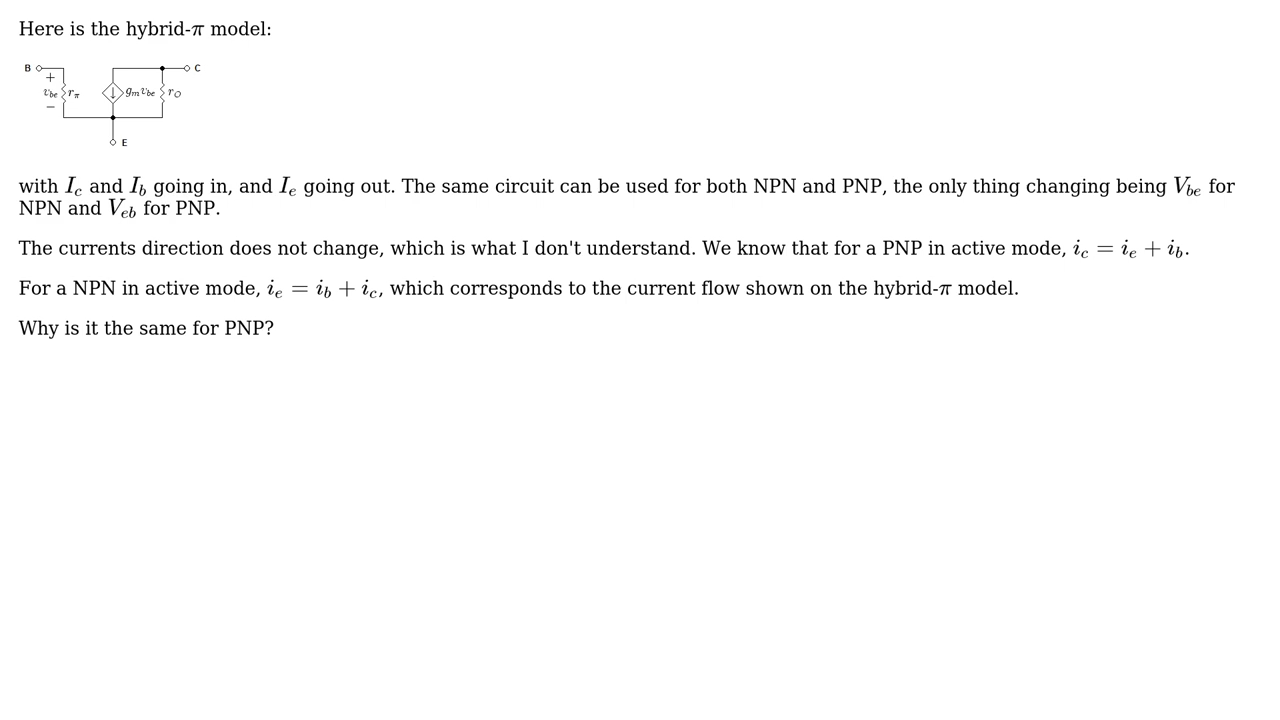 Here is the hybrid-π model:
B C
+
v_be r_π g_m v_be r_O
−
E
with I_c and I_b going in, and I_e going out. The same circuit can be used for both NPN and PNP, the only thing changing being V_be for
NPN and V_eb for PNP.
The currents direction does not change, which is what I don't understand. We know that for a PNP in active mode, i_c = i_e + i_b.
For a NPN in active mode, i_e = i_b + i_c, which corresponds to the current flow shown on the hybrid-π model.
Why is it the same for PNP?